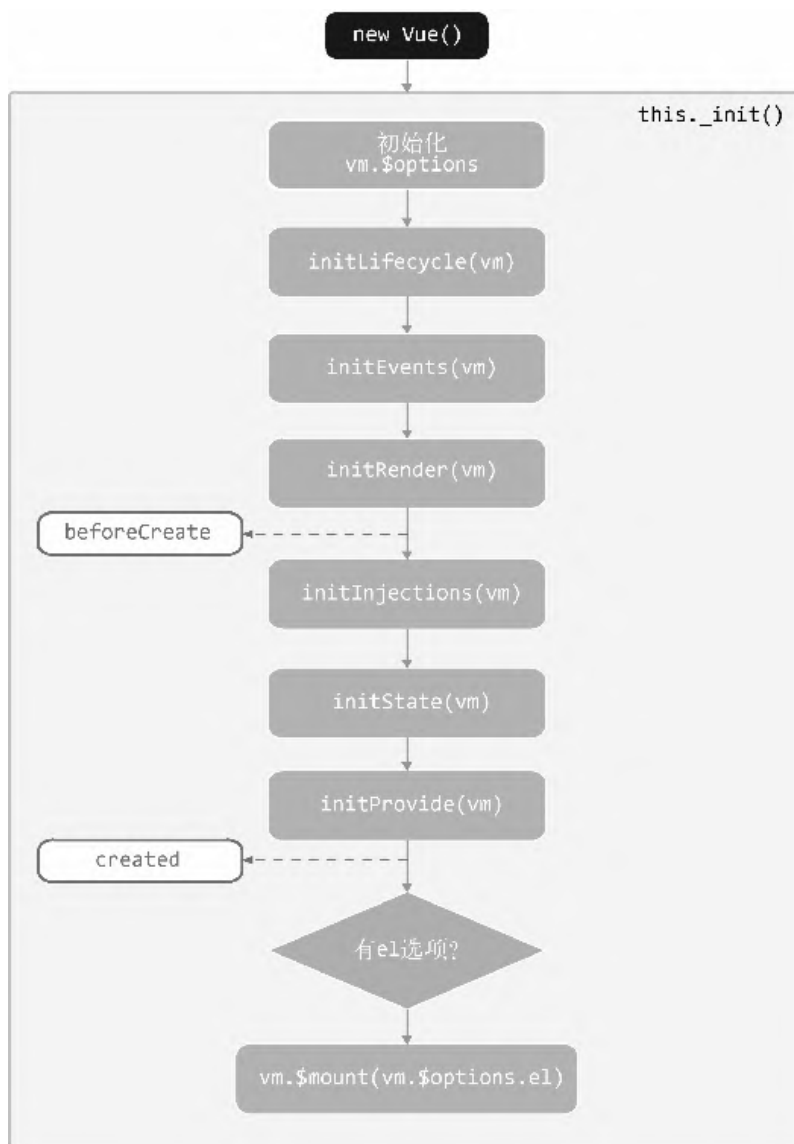 new Vue()
this._init()
初始化
vm.$options
initLifecycle(vm)
initEvents(vm)
initRender(vm)
beforeCreate
initInjections(vm)
initState(vm)
initProvide(vm)
created
有el选项?
vm.$mount(vm.$options.el)